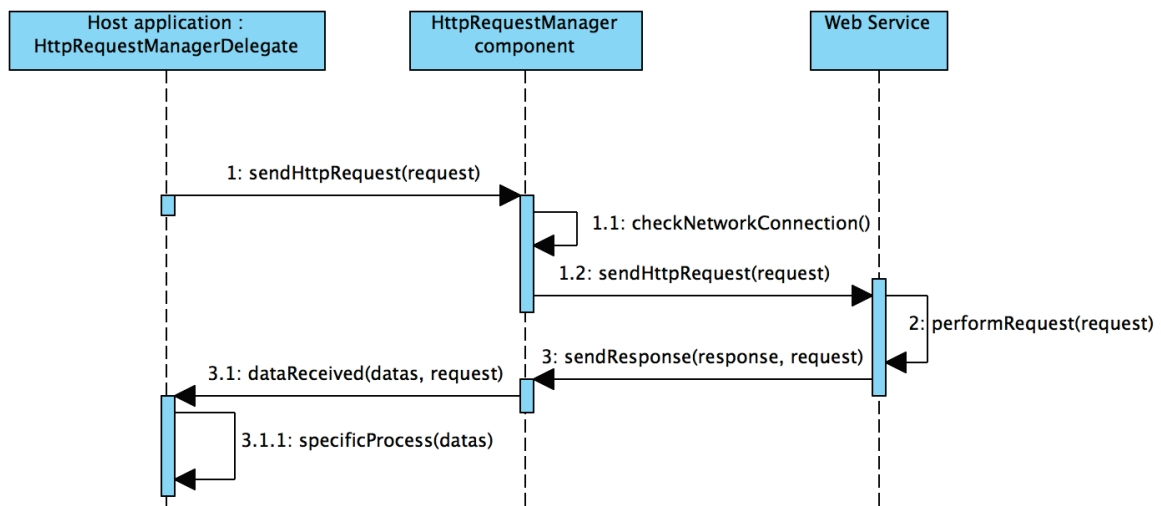 Host application :
HttpRequestManagerDelegate
HttpRequestManager
component
Web Service
1: sendHttpRequest(request)
1.1: checkNetworkConnection()
1.2: sendHttpRequest(request)
2: performRequest(request)
3: sendResponse(response, request)
3.1: dataReceived(datas, request)
3.1.1: specificProcess(datas)